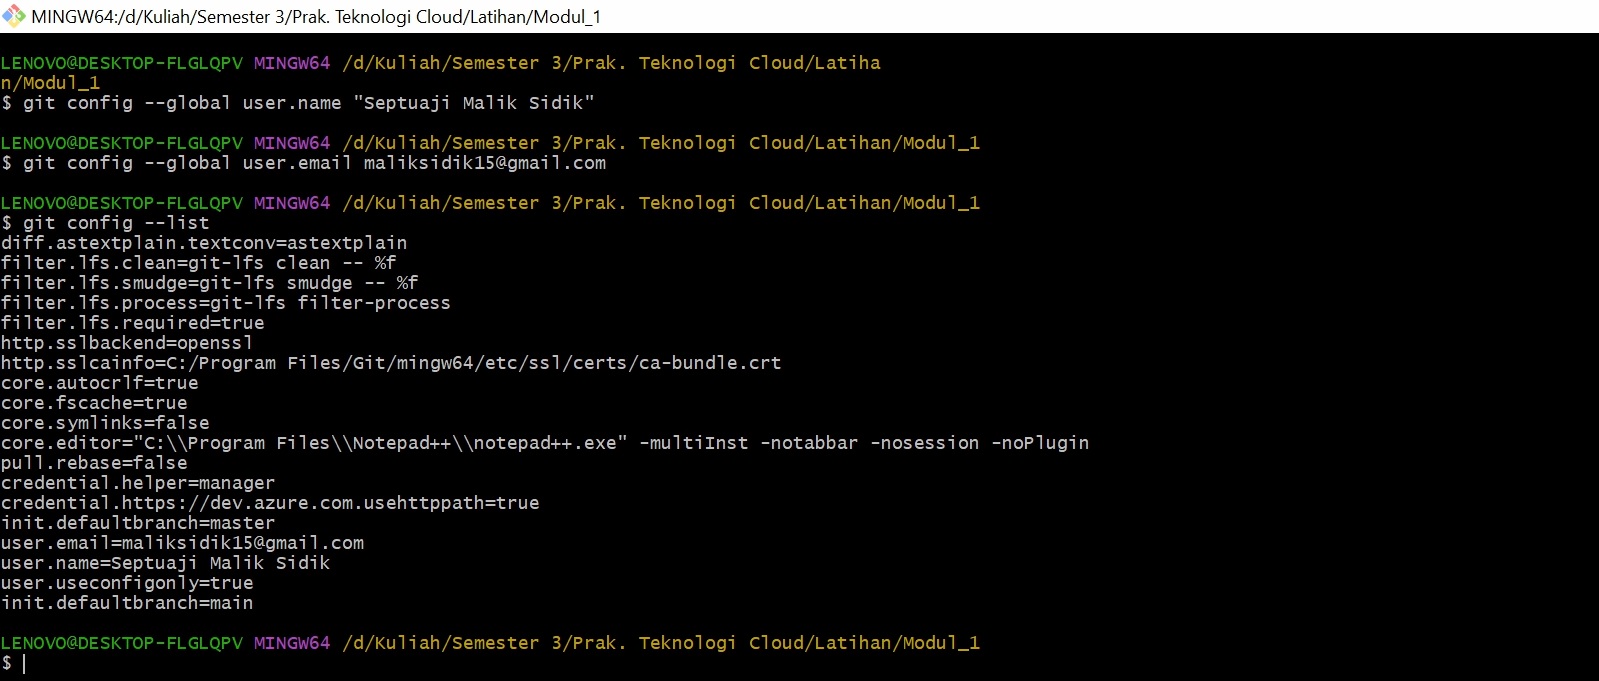 MINGW64:/d/Kuliah/Semester 3/Prak. Teknologi Cloud/Latihan/Modul_1
LENOVO@DESKTOP-FLGLQPV MINGW64 /d/Kuliah/Semester 3/Prak. Teknologi Cloud/Latiha
n/Modul_1
$ git config --global user.name "Septuaji Malik Sidik"
LENOVO@DESKTOP-FLGLQPV MINGW64 /d/Kuliah/Semester 3/Prak. Teknologi Cloud/Latihan/Modul_1
$ git config --global user.email maliksidik15@gmail.com
LENOVO@DESKTOP-FLGLQPV MINGW64 /d/Kuliah/Semester 3/Prak. Teknologi Cloud/Latihan/Modul_1
$ git config --list
diff.astextplain.textconv=astextplain
filter.lfs.clean=git-lfs clean -- %f
filter.lfs.smudge=git-lfs smudge -- %f
filter.lfs.process=git-lfs filter-process
filter.lfs.required=true
http.sslbackend=openssl
http.sslcainfo=C:/Program Files/Git/mingw64/etc/ssl/certs/ca-bundle.crt
core.autocrlf=true
core.fscache=true
core.symlinks=false
core.editor="C:\\Program Files\\Notepad++\\notepad++.exe" -multiInst -notabbar -nosession -noPlugin
pull.rebase=false
credential.helper=manager
credential.https://dev.azure.com.usehttppath=true
init.defaultbranch=master
user.email=maliksidik15@gmail.com
user.name=Septuaji Malik Sidik
user.useconfigonly=true
init.defaultbranch=main
LENOVO@DESKTOP-FLGLQPV MINGW64 /d/Kuliah/Semester 3/Prak. Teknologi Cloud/Latihan/Modul_1
$